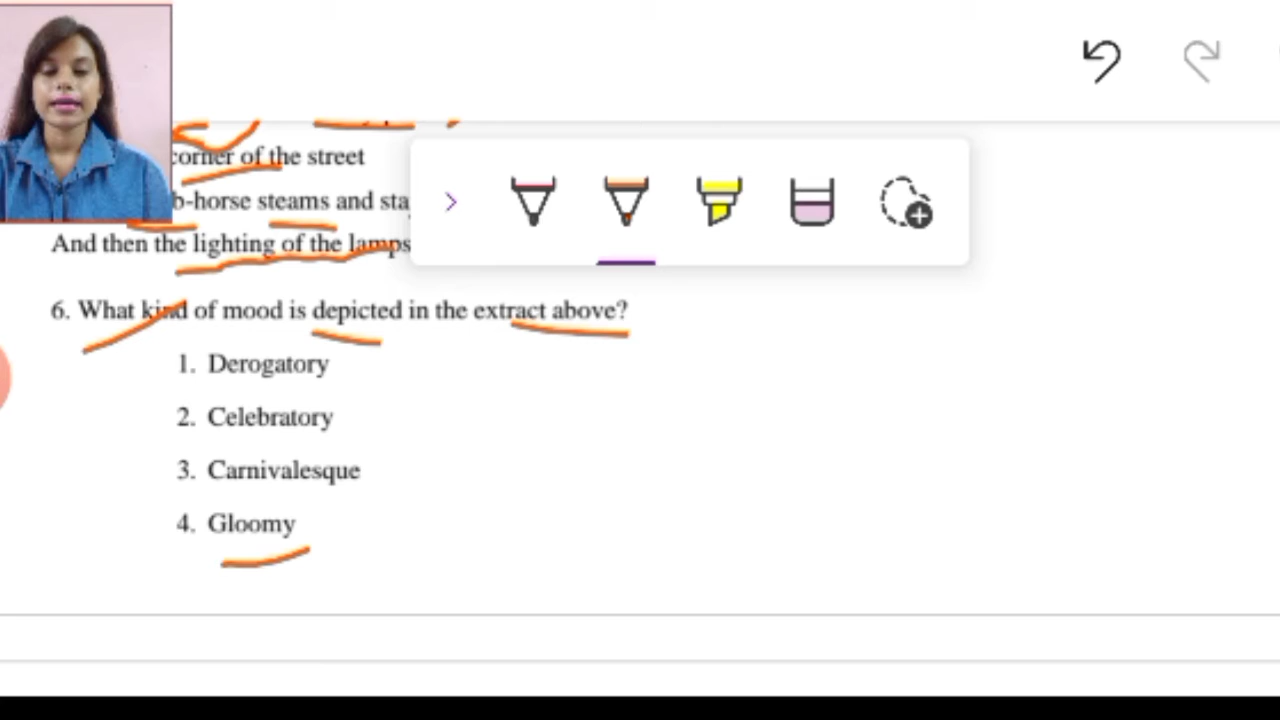 corner of the street
b-horse steams and sta
And then the lighting of the lamps
6. What kind of mood is depicted in the extract above?
1. Derogatory
2. Celebratory
3. Carnivalesque
4. Gloomy